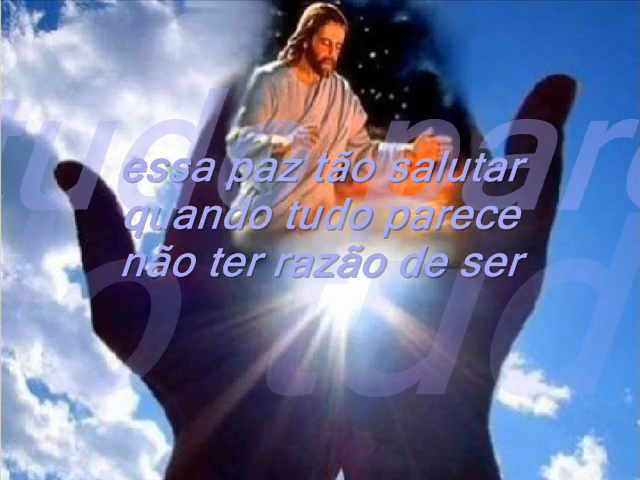 essa paz tão salutar
quando tudo parece
não ter razão de ser